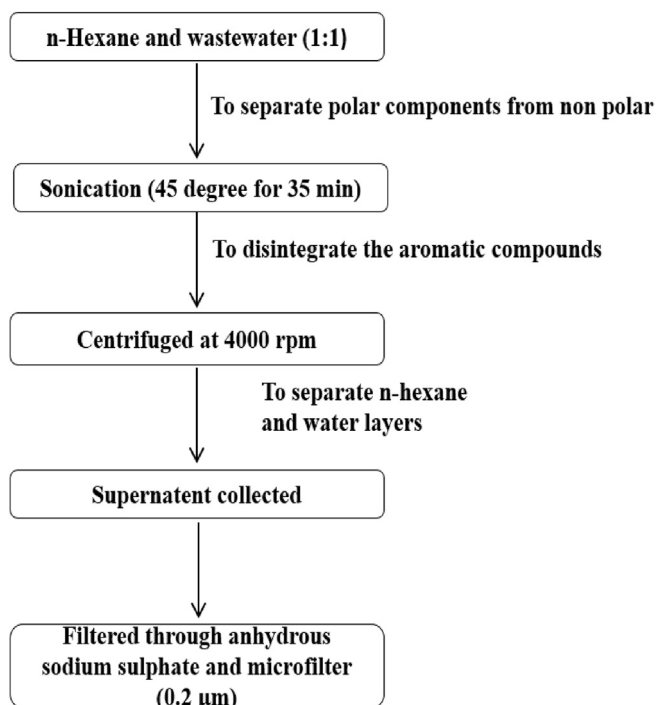 n-Hexane and wastewater (1:1)
To separate polar components from non polar
Sonication (45 degree for 35 min)
To disintegrate the aromatic compounds
Centrifuged at 4000 rpm
To separate n-hexane
and water layers
Supernatent collected
Filtered through anhydrous
sodium sulphate and microfilter
(0.2 μm)